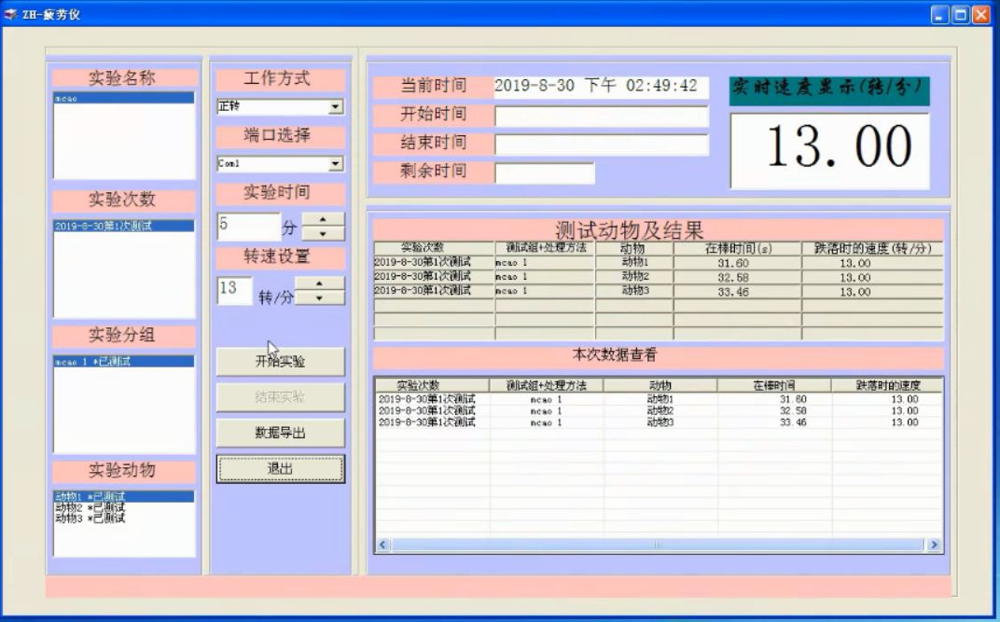 ZH-疲劳仪
实验名称
mcao
实验次数
2019-8-30第1次测试
实验分组
mcao 1 *已测试
实验动物
动物1 *已测试
动物2 *已测试
动物3 *已测试
工作方式
正转
端口选择
Com1
实验时间
5 分
转速设置
13 转/分
开始实验
结束实验
数据导出
退出
当前时间 2019-8-30 下午 02:49:42
开始时间
结束时间
剩余时间
实时速度显示(转/分)
13.00
测试动物及结果
实验次数 测试组+处理方法 动物 在棒时间(s) 跌落时的速度(转/分)
2019-8-30第1次测试 mcao 1 动物1 31.60 13.00
2019-8-30第1次测试 mcao 1 动物2 32.58 13.00
2019-8-30第1次测试 mcao 1 动物3 33.46 13.00
本次数据查看
实验次数 测试组+处理方法 动物 在棒时间 跌落时的速度
2019-8-30第1次测试 mcao 1 动物1 31.60 13.00
2019-8-30第1次测试 mcao 1 动物2 32.58 13.00
2019-8-30第1次测试 mcao 1 动物3 33.46 13.00